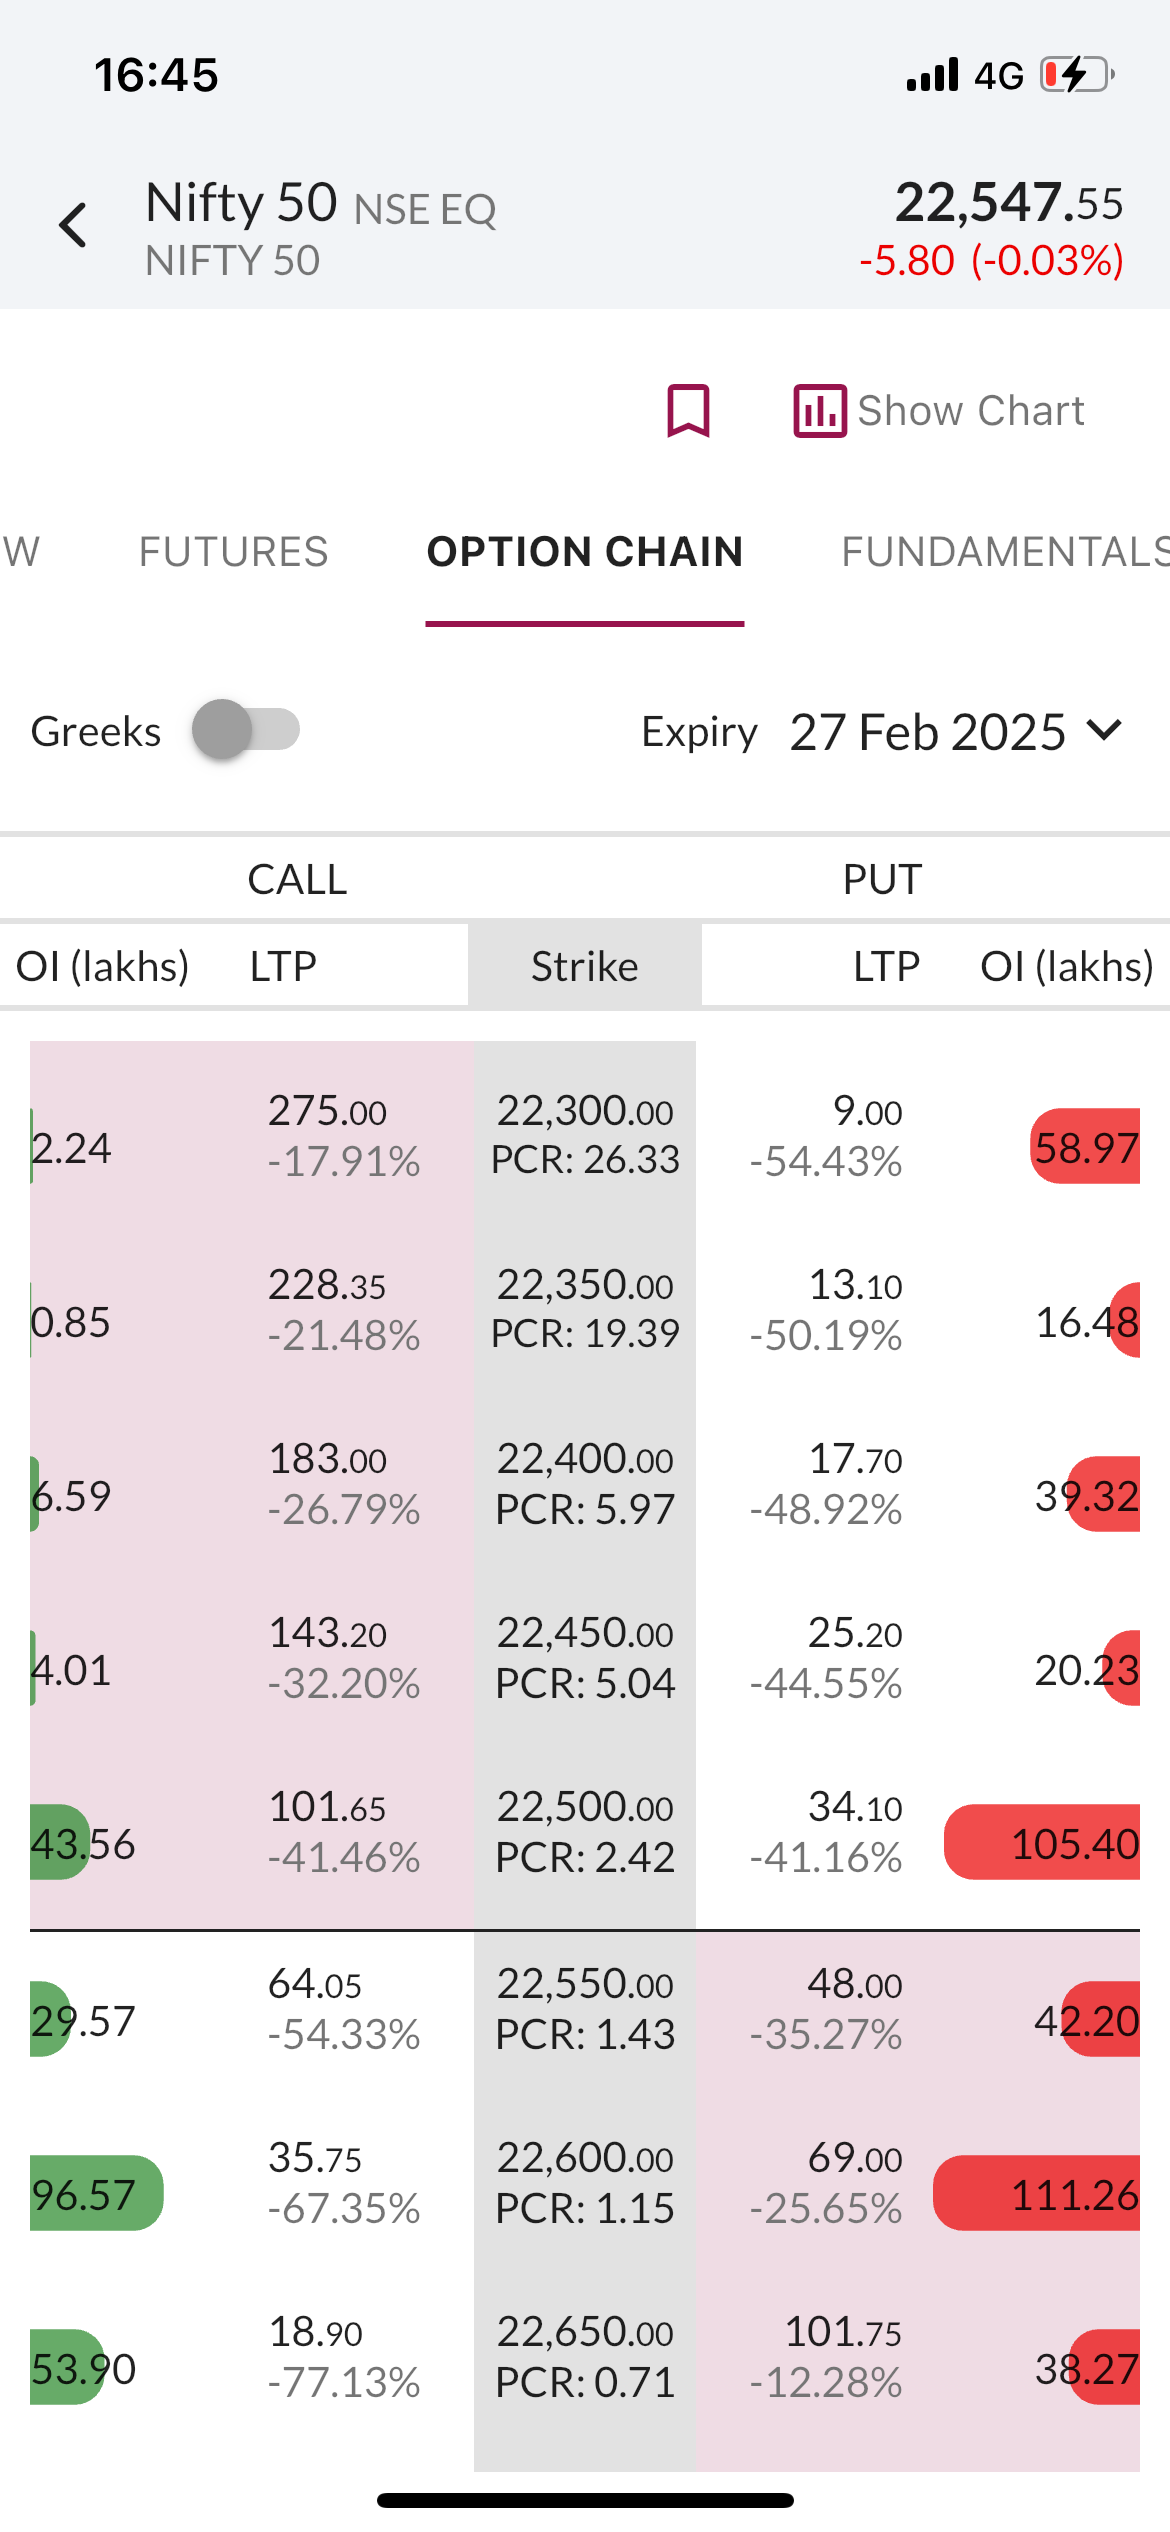 16:45 4G
Nifty 50 NSE EQ 22,547.55
NIFTY 50 -5.80 (-0.03%)
Show Chart
W FUTURES OPTION CHAIN FUNDAMENTALS
Greeks Expiry 27 Feb 2025
CALL PUT
OI (lakhs) LTP Strike LTP OI (lakhs)
275.00 22,300.00 9.00
2.24 58.97
-17.91% PCR: 26.33 -54.43%
228.35 22,350.00 13.10
0.85 16.48
-21.48% PCR: 19.39 -50.19%
183.00 22,400.00 17.70
6.59 39.32
-26.79% PCR: 5.97 -48.92%
143.20 22,450.00 25.20
4.01 20.23
-32.20% PCR: 5.04 -44.55%
101.65 22,500.00 34.10
43.56 105.40
-41.46% PCR: 2.42 -41.16%
64.05 22,550.00 48.00
29.57 42.20
-54.33% PCR: 1.43 -35.27%
35.75 22,600.00 69.00
96.57 111.26
-67.35% PCR: 1.15 -25.65%
18.90 22,650.00 101.75
53.90 38.27
-77.13% PCR: 0.71 -12.28%